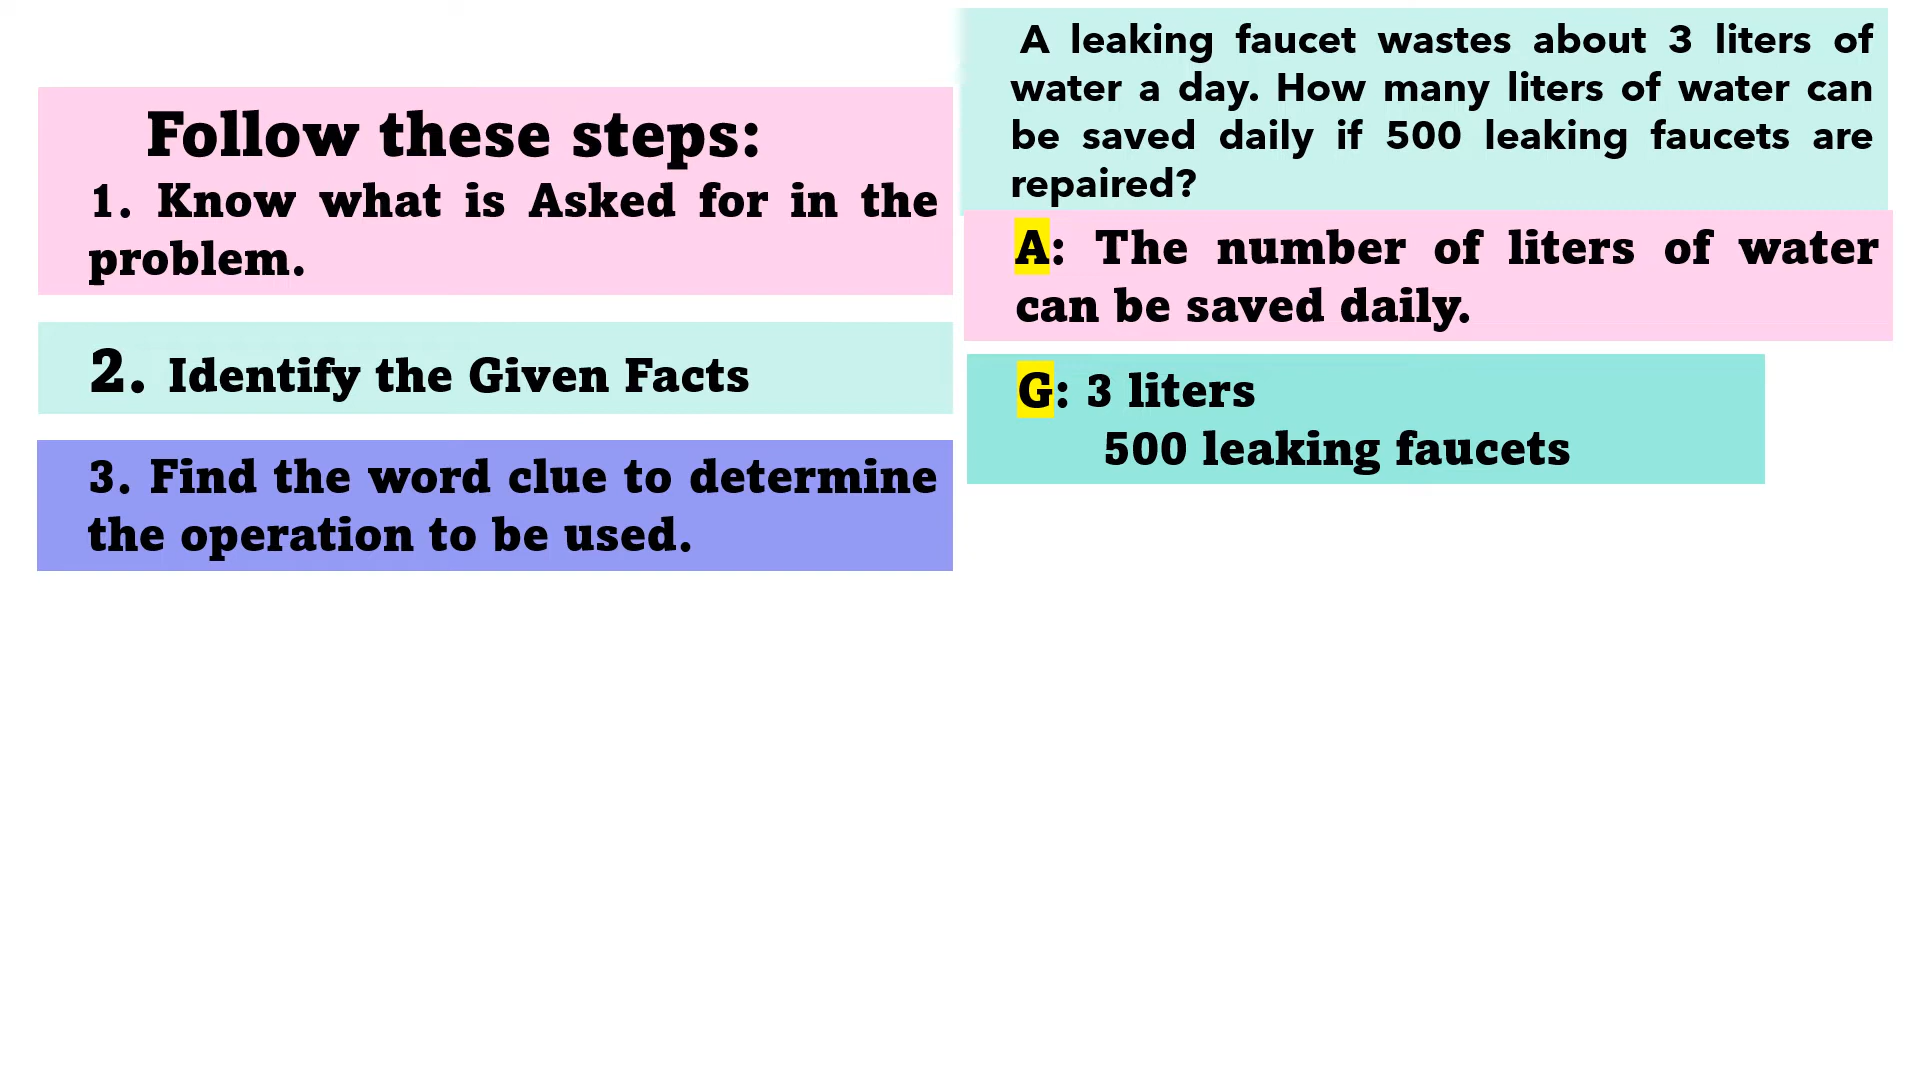 Follow these steps:
1. Know what is Asked for in the
problem.
2. Identify the Given Facts
3. Find the word clue to determine
the operation to be used.
A leaking faucet wastes about 3 liters of
water a day. How many liters of water can
be saved daily if 500 leaking faucets are
repaired?
A: The number of liters of water
can be saved daily.
G: 3 liters
500 leaking faucets